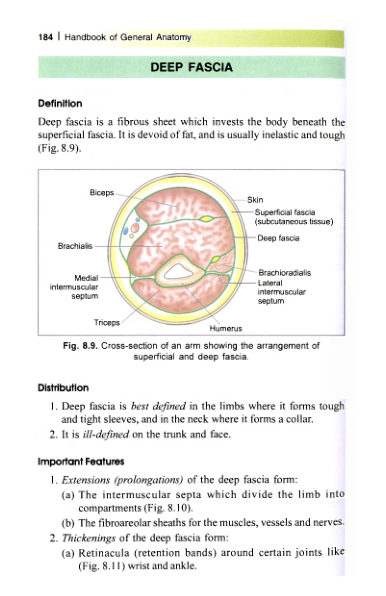 184 | Handbook of General Anatomy
DEEP FASCIA
Definition
Deep fascia is a fibrous sheet which invests the body beneath the
superficial fascia. It is devoid of fat, and is usually inelastic and tough
(Fig. 8.9).
Biceps
Skin
Superficial fascia
(subcutaneous tissue)
Deep fascia
Brachialis
Brachioradialis
Medial
intermuscular
septum
Lateral
intermuscular
septum
Triceps
Humerus
Fig. 8.9. Cross-section of an arm showing the arrangement of
superficial and deep fascia.
Distribution
1. Deep fascia is best defined in the limbs where it forms tough
and tight sleeves, and in the neck where it forms a collar.
2. It is ill-defined on the trunk and face.
Important Features
1. Extensions (prolongations) of the deep fascia form:
(a) The intermuscular septa which divide the limb into
compartments (Fig. 8.10).
(b) The fibroareolar sheaths for the muscles, vessels and nerves.
2. Thickenings of the deep fascia form:
(a) Retinacula (retention bands) around certain joints like
(Fig. 8.11) wrist and ankle.